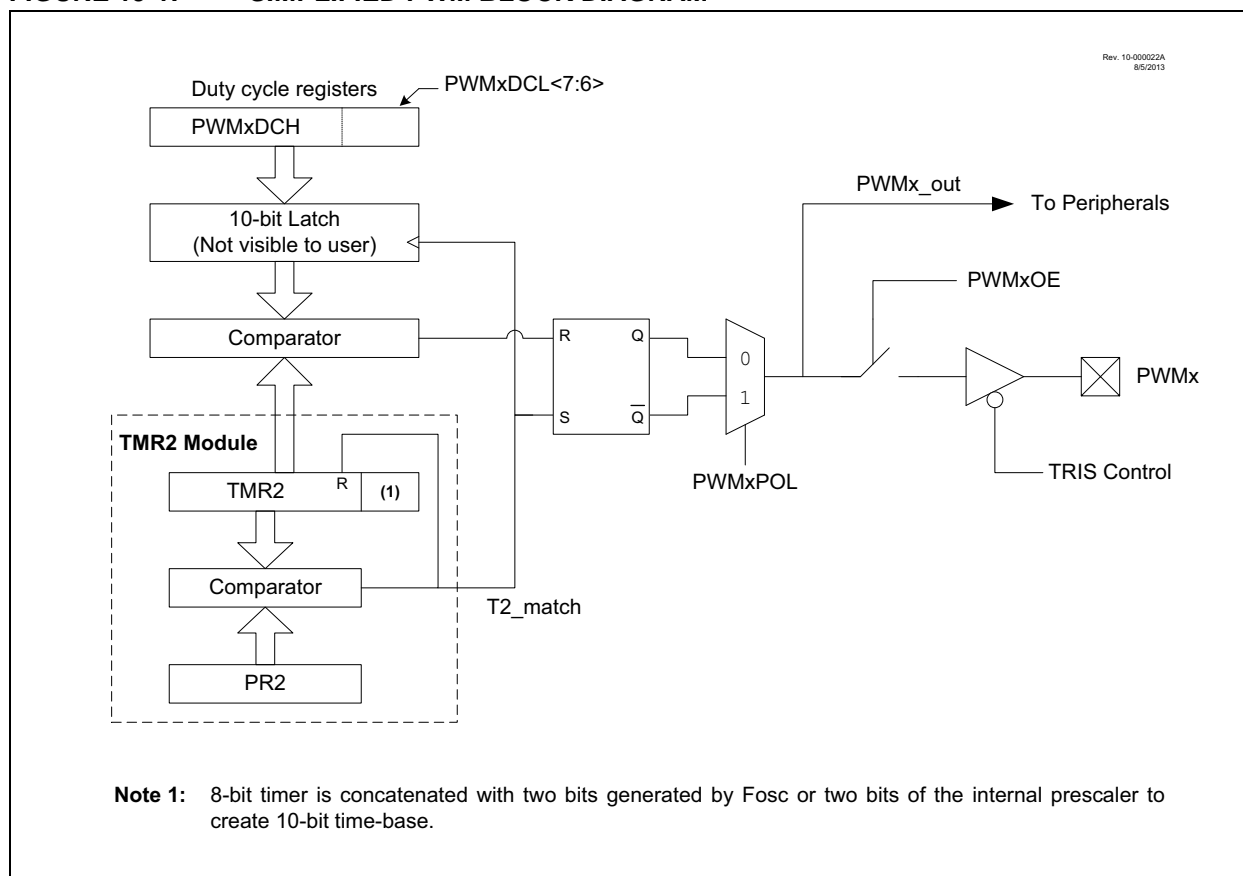 Rev. 10-000022A
8/5/2013
Duty cycle registers
PWMxDCL<7:6>
PWMxDCH
10-bit Latch
(Not visible to user)
Comparator
TMR2 Module
TMR2
R
(1)
Comparator
PR2
T2_match
R
Q
S
Q̅
0
1
PWMxPOL
PWMx_out
To Peripherals
PWMxOE
PWMx
TRIS Control
Note 1: 8-bit timer is concatenated with two bits generated by Fosc or two bits of the internal prescaler to
create 10-bit time-base.